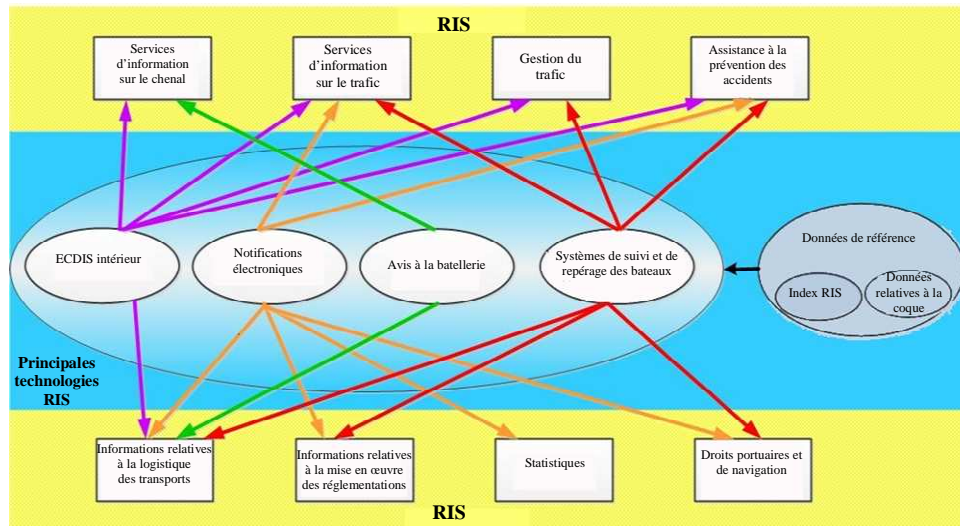 RIS
Services
d'information
sur le chenal
Services
d'information
sur le trafic
Gestion du
trafic
Assistance à la
prévention des
accidents
ECDIS intérieur
Notifications
électroniques
Avis à la batellerie
Systèmes de suivi et de
repérage des bateaux
Données de référence
Index RIS
Données
relatives à la
coque
Principales
technologies
RIS
Informations relatives
à la logistique
des transports
Informations relatives
à la mise en œuvre
des réglementations
Statistiques
Droits portuaires et
de navigation
RIS